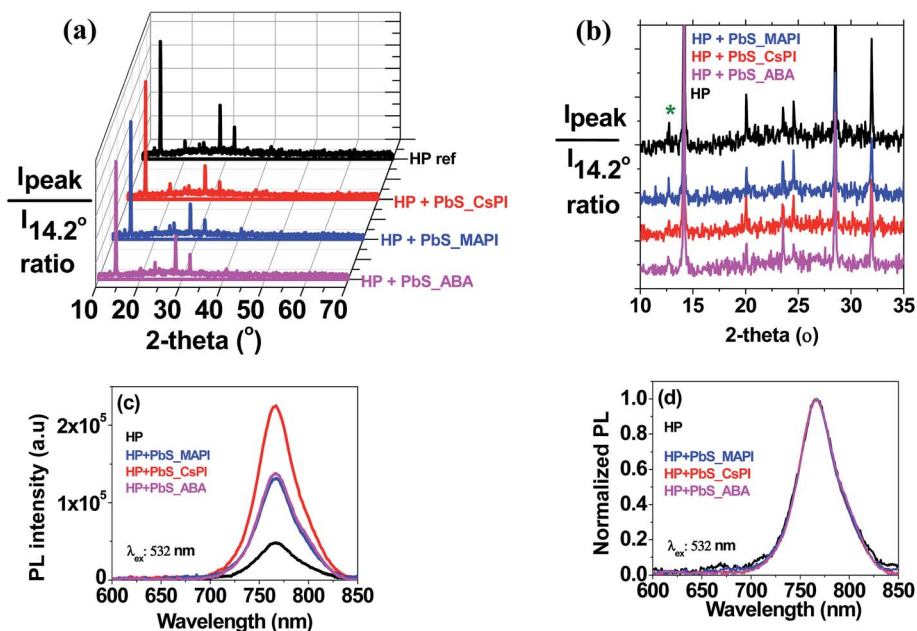 (a)
Ipeak
I14.2°
ratio
HP ref
HP + PbS_CsPI
HP + PbS_MAPI
HP + PbS_ABA
10 20 30 40 50 60 70
2-theta (°)
(b)
HP + PbS_MAPI
HP + PbS_CsPI
HP + PbS_ABA
HP
*
Ipeak
I14.2°
ratio
10 15 20 25 30 35
2-theta (o)
(c)
HP
HP+PbS_MAPI
HP+PbS_CsPI
HP+PbS_ABA
λex: 532 nm
PL intensity (a.u)
2x10⁵
1x10⁵
0
600 650 700 750 800 850
Wavelength (nm)
(d)
HP
HP+PbS_MAPI
HP+PbS_CsPI
HP+PbS_ABA
λex: 532 nm
Normalized PL
1.0
0.8
0.6
0.4
0.2
0.0
600 650 700 750 800 850
Wavelength (nm)